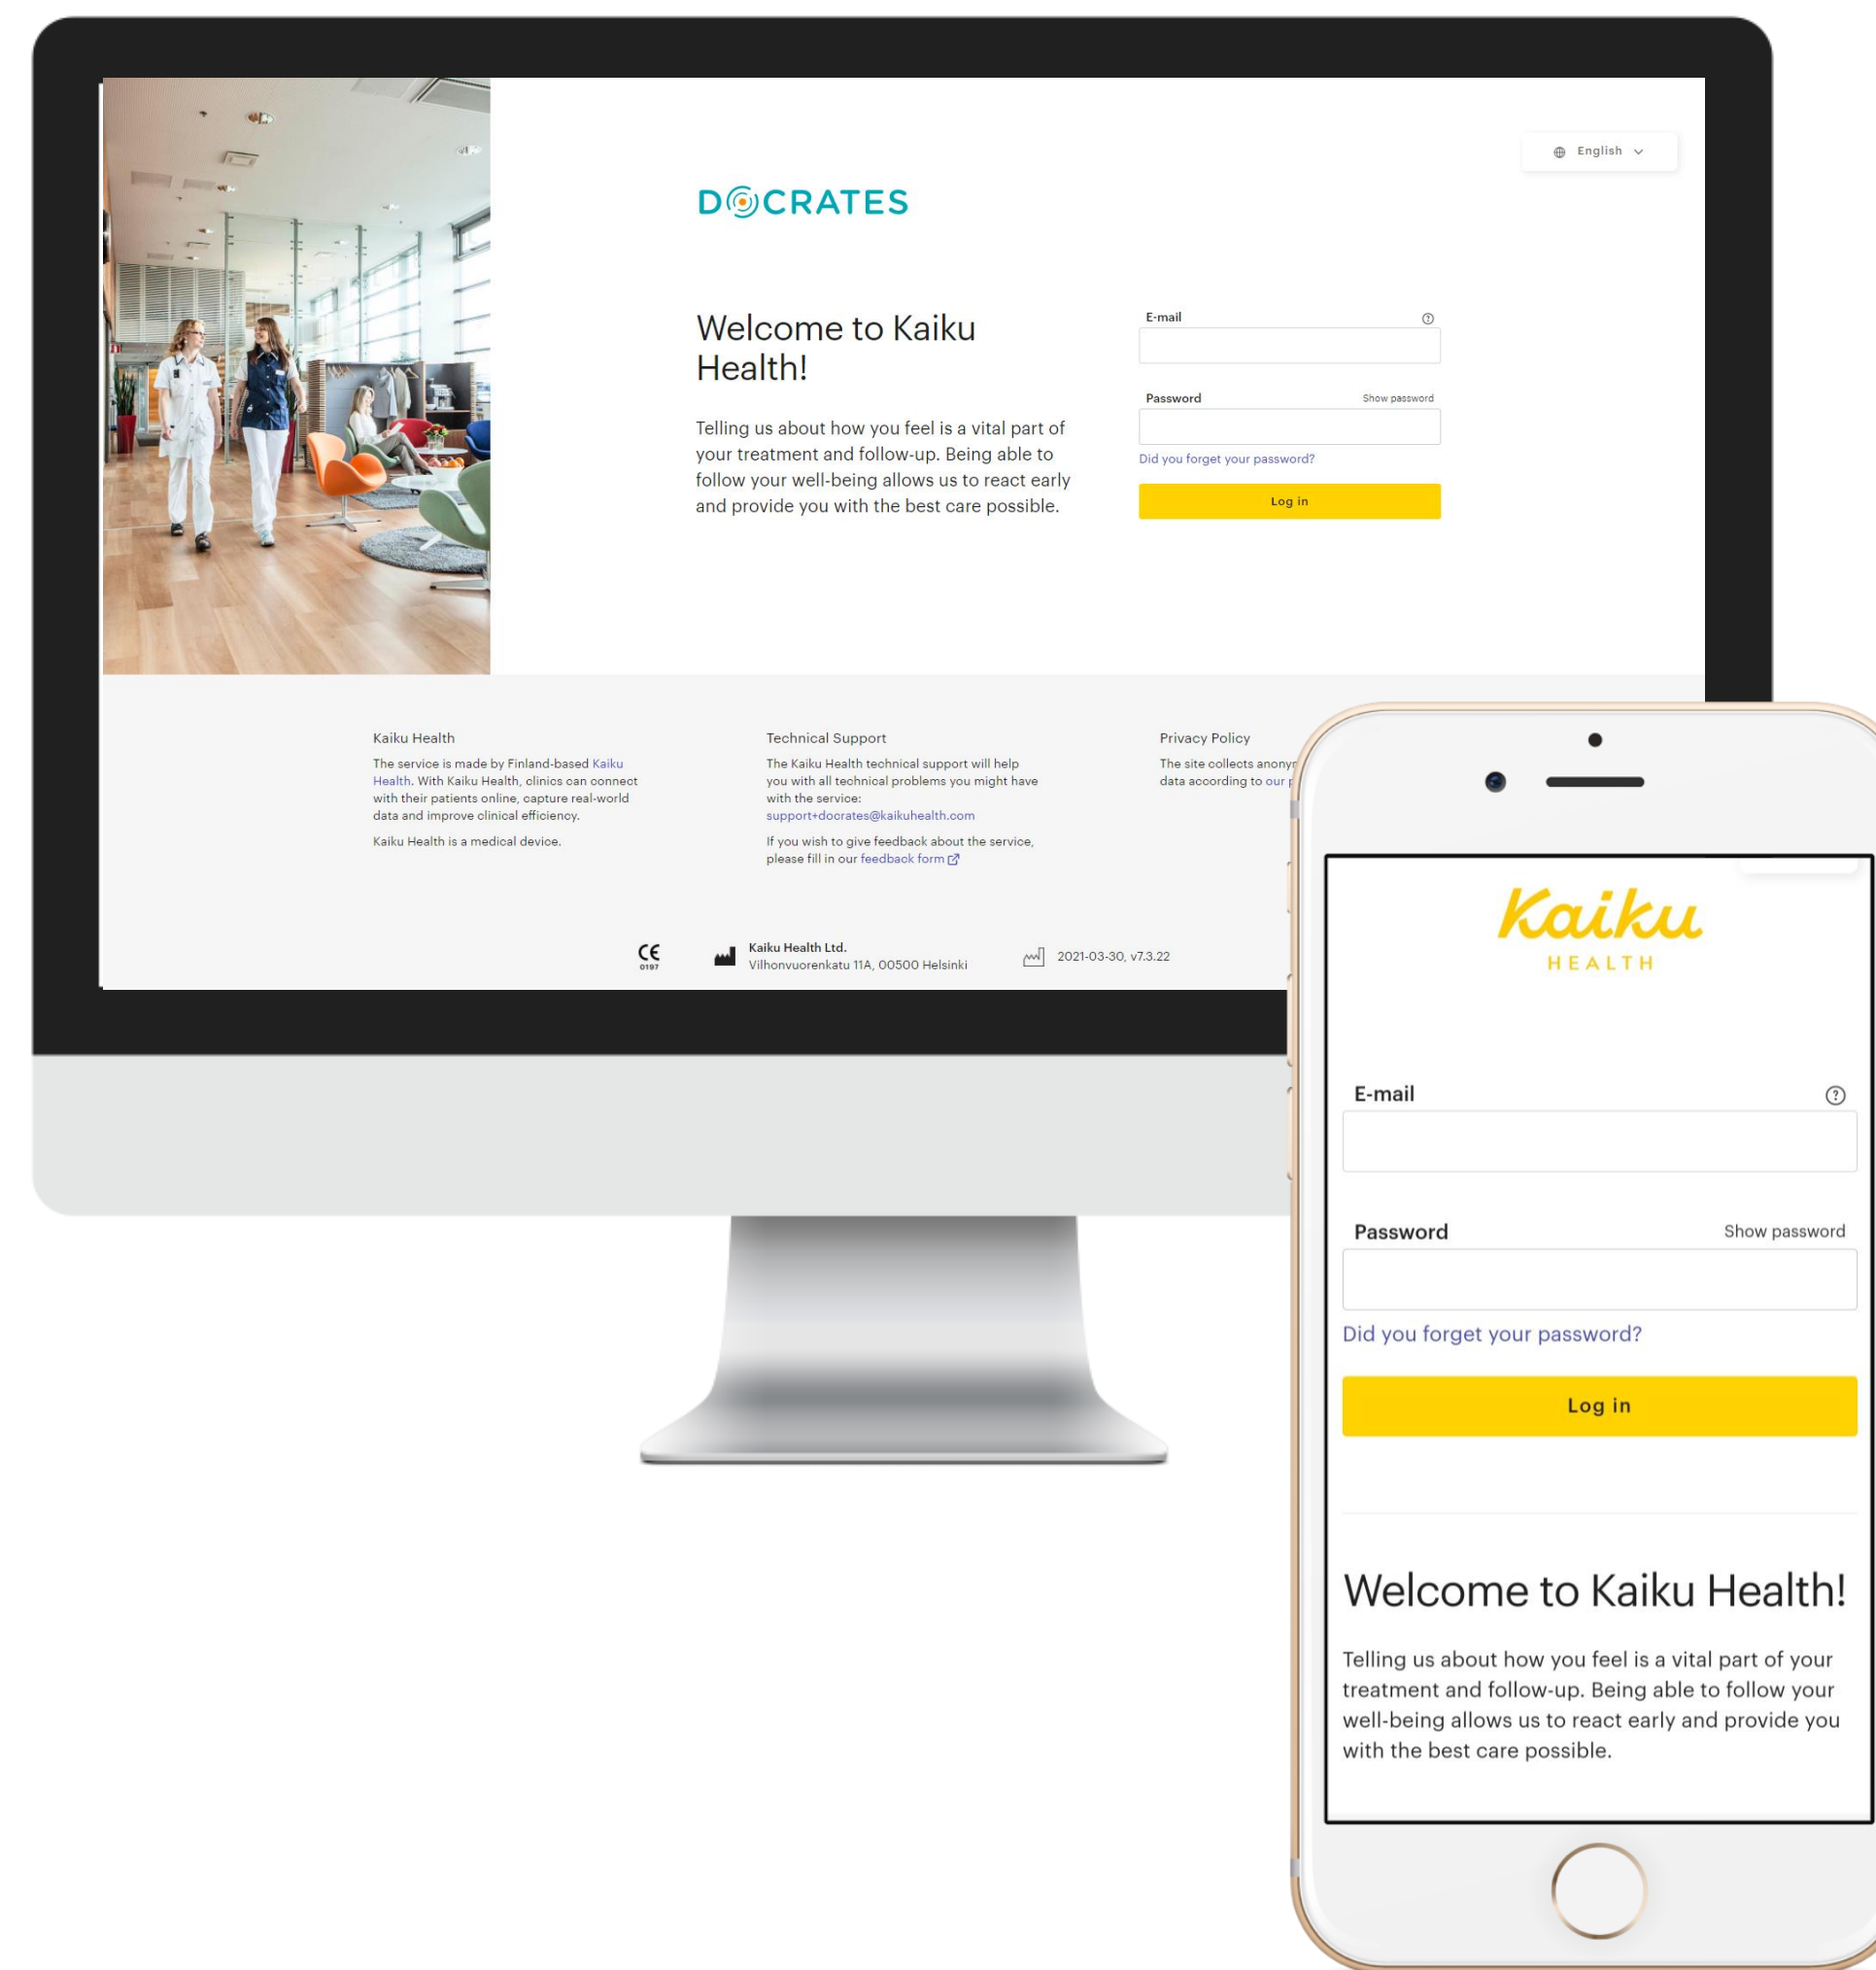 English
DOCRATES
Welcome to Kaiku
Health!
Telling us about how you feel is a vital part of
your treatment and follow-up. Being able to
follow your well-being allows us to react early
and provide you with the best care possible.
E-mail
Password Show password
Did you forget your password?
Log in
Kaiku Health
The service is made by Finland-based Kaiku
Health. With Kaiku Health, clinics can connect
with their patients online, capture real-world
data and improve clinical efficiency.
Kaiku Health is a medical device.
Technical Support
The Kaiku Health technical support will help
you with all technical problems you might have
with the service:
support+docrates@kaikuhealth.com
If you wish to give feedback about the service,
please fill in our feedback form
Privacy Policy
The site collects
data according to our
CE
0197
Kaiku Health Ltd.
Vilhonvuorenkatu 11A, 00500 Helsinki
2021-03-30, v7.3.22
Kaiku
HEALTH
E-mail
Password Show password
Did you forget your password?
Log in
Welcome to Kaiku Health!
Telling us about how you feel is a vital part of your
treatment and follow-up. Being able to follow your
well-being allows us to react early and provide you
with the best care possible.